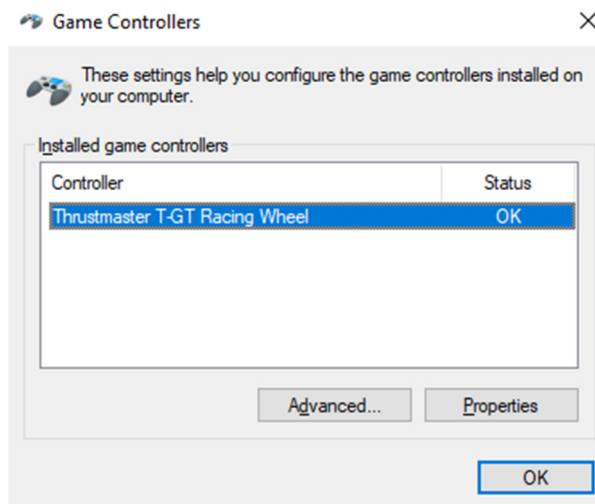 Game Controllers
These settings help you configure the game controllers installed on
your computer.
Installed game controllers
Controller Status
Thrustmaster T-GT Racing Wheel OK
Advanced... Properties
OK